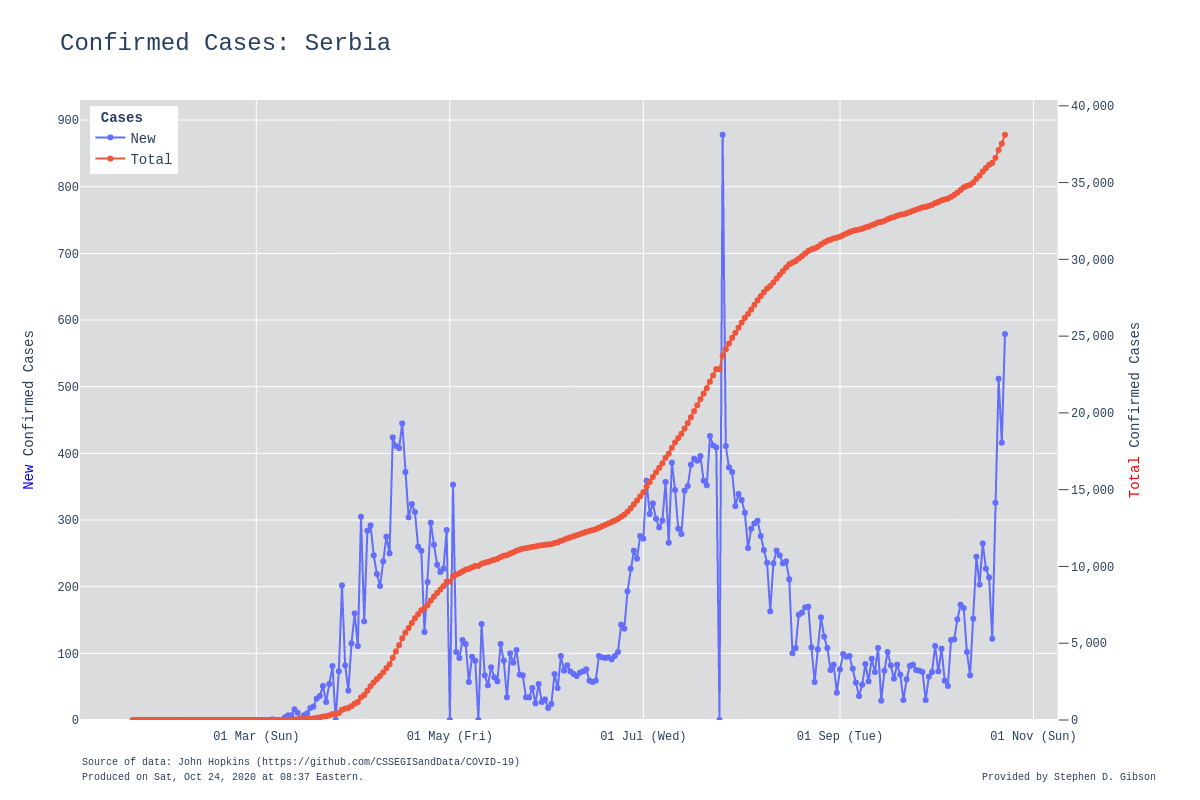 Confirmed Cases: Serbia
Cases
New
Total
900
800
700
600
500
400
300
200
100
0
40,000
35,000
30,000
25,000
20,000
15,000
10,000
5,000
0
New Confirmed Cases
Total Confirmed Cases
01 Mar (Sun)
01 May (Fri)
01 Jul (Wed)
01 Sep (Tue)
01 Nov (Sun)
Source of data: John Hopkins (https://github.com/CSSEGISandData/COVID-19)
Produced on Sat, Oct 24, 2020 at 08:37 Eastern.
Provided by Stephen D. Gibson